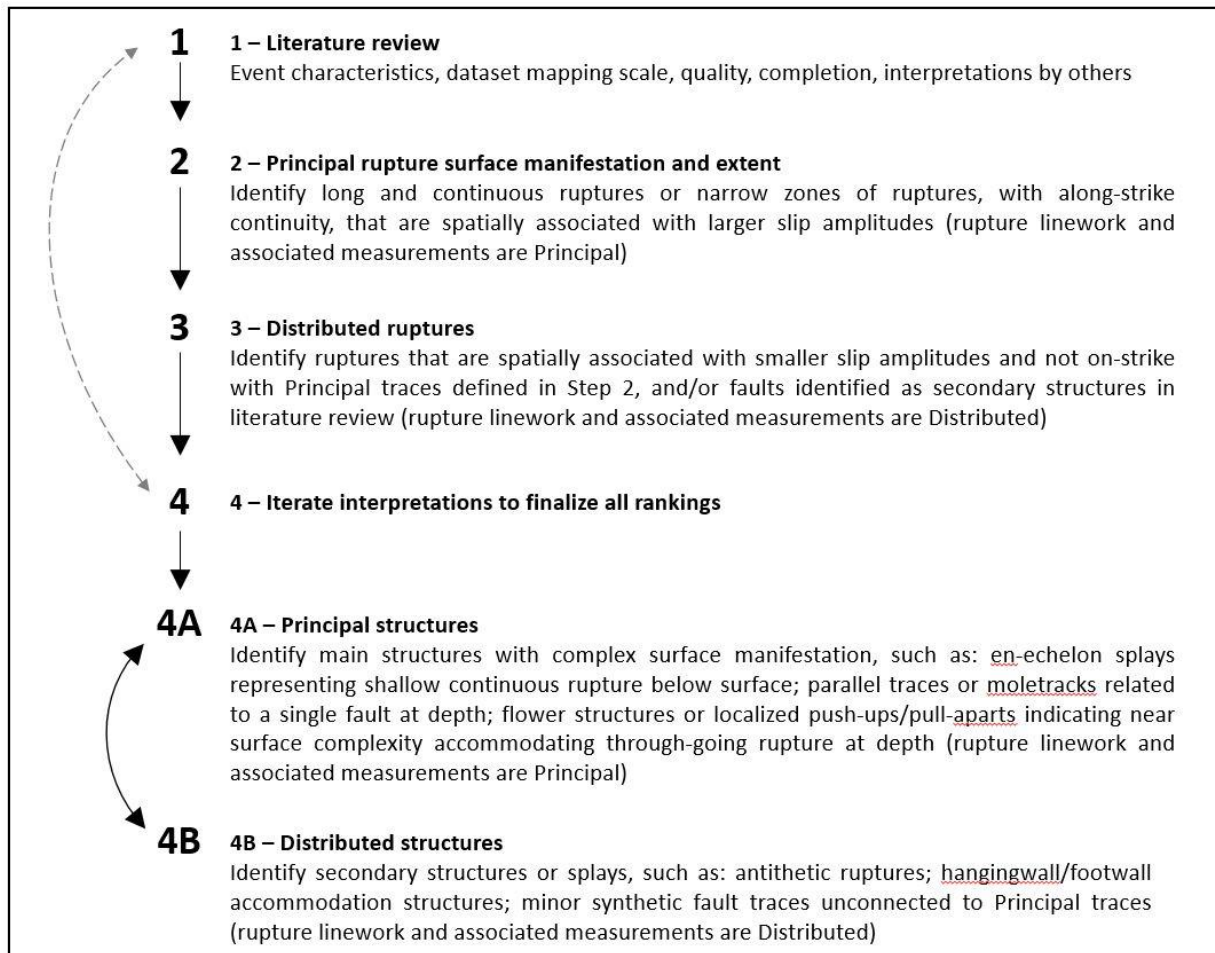 1
1 – Literature review
Event characteristics, dataset mapping scale, quality, completion, interpretations by others
2
2 – Principal rupture surface manifestation and extent
Identify long and continuous ruptures or narrow zones of ruptures, with along-strike
continuity, that are spatially associated with larger slip amplitudes (rupture linework and
associated measurements are Principal)
3
3 – Distributed ruptures
Identify ruptures that are spatially associated with smaller slip amplitudes and not on-strike
with Principal traces defined in Step 2, and/or faults identified as secondary structures in
literature review (rupture linework and associated measurements are Distributed)
4
4 – Iterate interpretations to finalize all rankings
4A
4A – Principal structures
Identify main structures with complex surface manifestation, such as: en-echelon splays
representing shallow continuous rupture below surface; parallel traces or moletracks related
to a single fault at depth; flower structures or localized push-ups/pull-aparts indicating near
surface complexity accommodating through-going rupture at depth (rupture linework and
associated measurements are Principal)
4B
4B – Distributed structures
Identify secondary structures or splays, such as: antithetic ruptures; hangingwall/footwall
accommodation structures; minor synthetic fault traces unconnected to Principal traces
(rupture linework and associated measurements are Distributed)